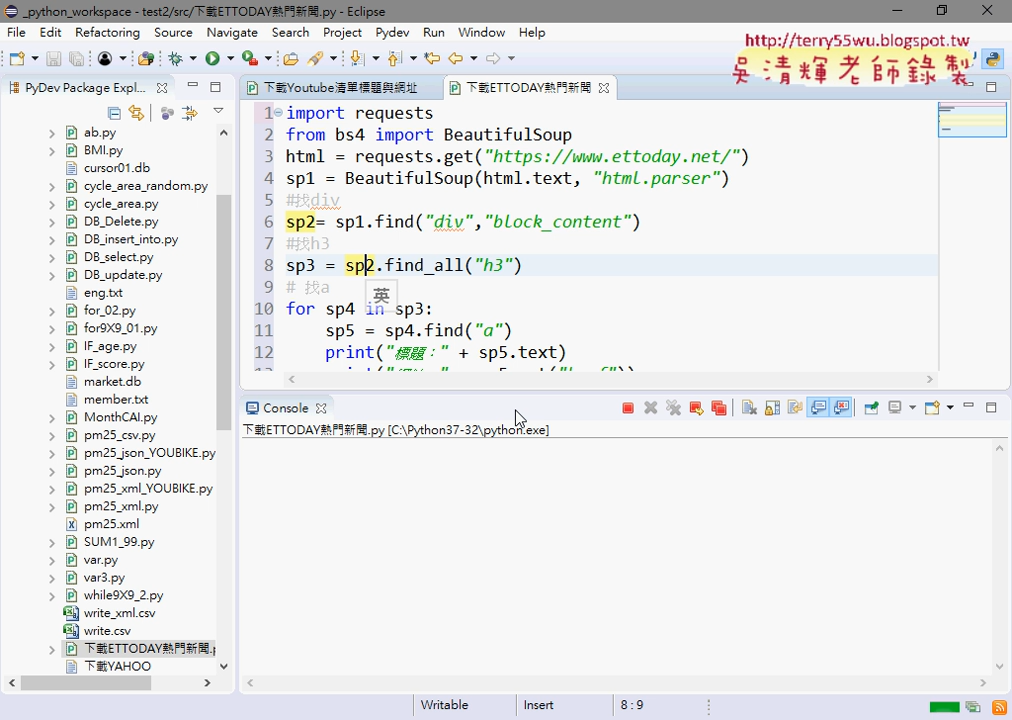 _python_workspace - test2/src/下載ETTODAY熱門新聞.py - Eclipse
File Edit Refactoring Source Navigate Search Project Pydev Run Window Help
http://terry55wu.blogspot.tw
吳清輝老師錄製
PyDev Package Expl...
下載Youtube清單標題與網址
下載ETTODAY熱門新聞
ab.py
BMI.py
cursor01.db
cycle_area_random.py
cycle_area.py
DB_Delete.py
DB_insert_into.py
DB_select.py
DB_update.py
eng.txt
for_02.py
for9X9_01.py
IF_age.py
IF_score.py
market.db
member.txt
MonthCAl.py
pm25_csv.py
pm25_json_YOUBIKE.py
pm25_json.py
pm25_xml_YOUBIKE.py
pm25_xml.py
pm25.xml
SUM1_99.py
var.py
var3.py
while9X9_2.py
write_xml.csv
write.csv
下載ETTODAY熱門新聞.p
下載YAHOO
1 import requests
2 from bs4 import BeautifulSoup
3 html = requests.get("https://www.ettoday.net/")
4 sp1 = BeautifulSoup(html.text, "html.parser")
5 #找div
6 sp2= sp1.find("div","block_content")
7 #找h3
8 sp3 = sp2.find_all("h3")
9 # 找a
英
10 for sp4 in sp3:
11 sp5 = sp4.find("a")
12 print("標題：" + sp5.text)
Console
下載ETTODAY熱門新聞.py [C:\Python37-32\python.exe]
Writable Insert 8 : 9